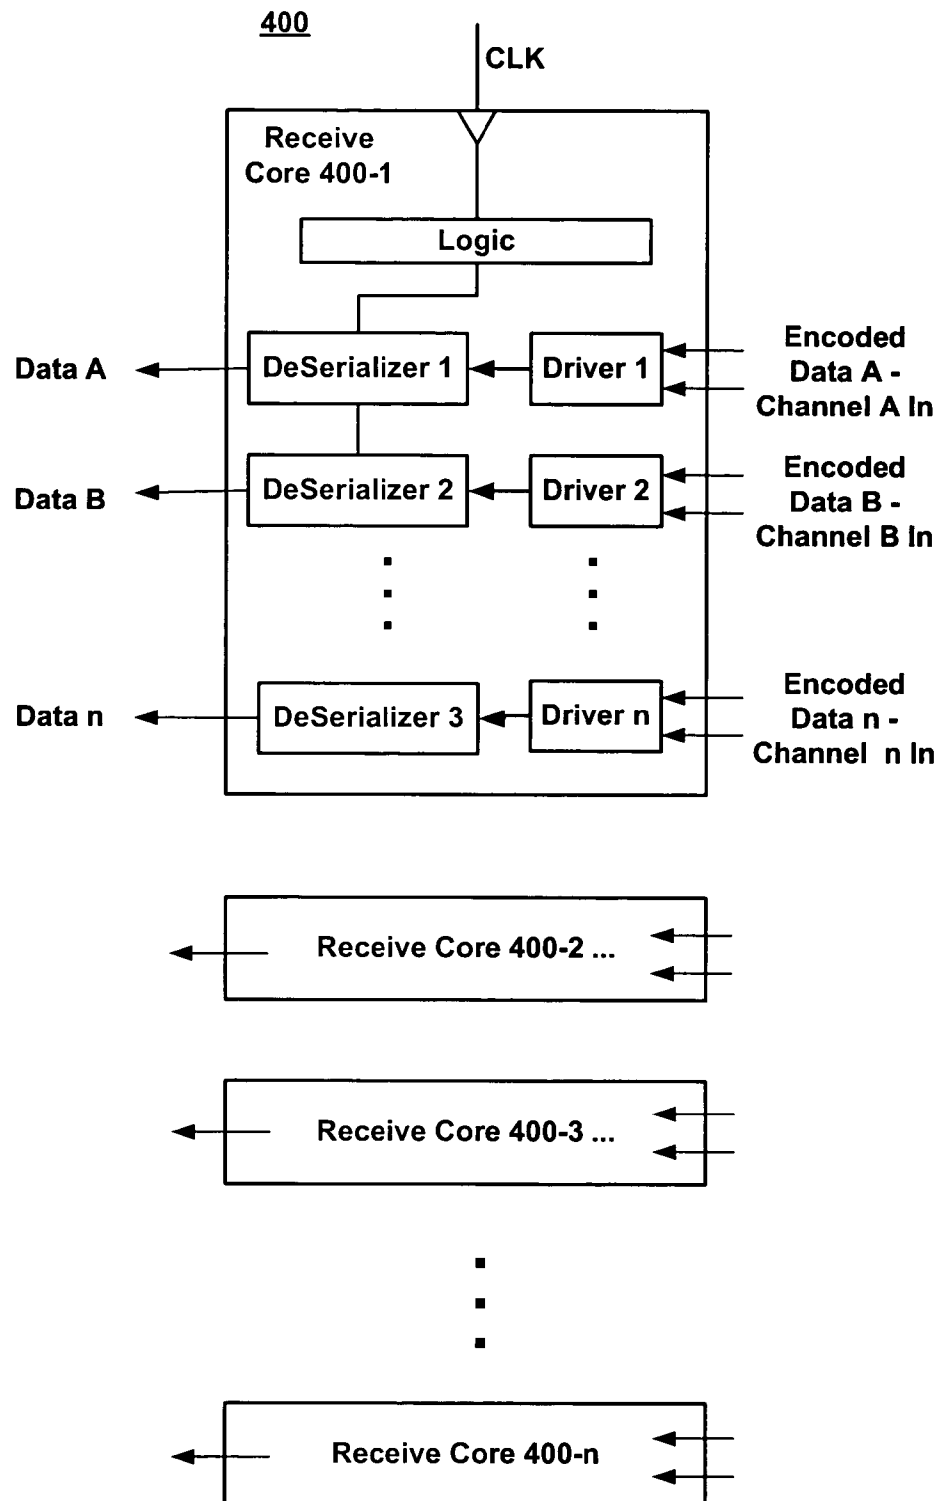 400
CLK
Receive
Core 400-1
Logic
Data A
DeSerializer 1
Driver 1
Encoded
Data A -
Channel A In
Data B
DeSerializer 2
Driver 2
Encoded
Data B -
Channel B In
Data n
DeSerializer 3
Driver n
Encoded
Data n -
Channel n In
Receive Core 400-2 ...
Receive Core 400-3 ...
Receive Core 400-n